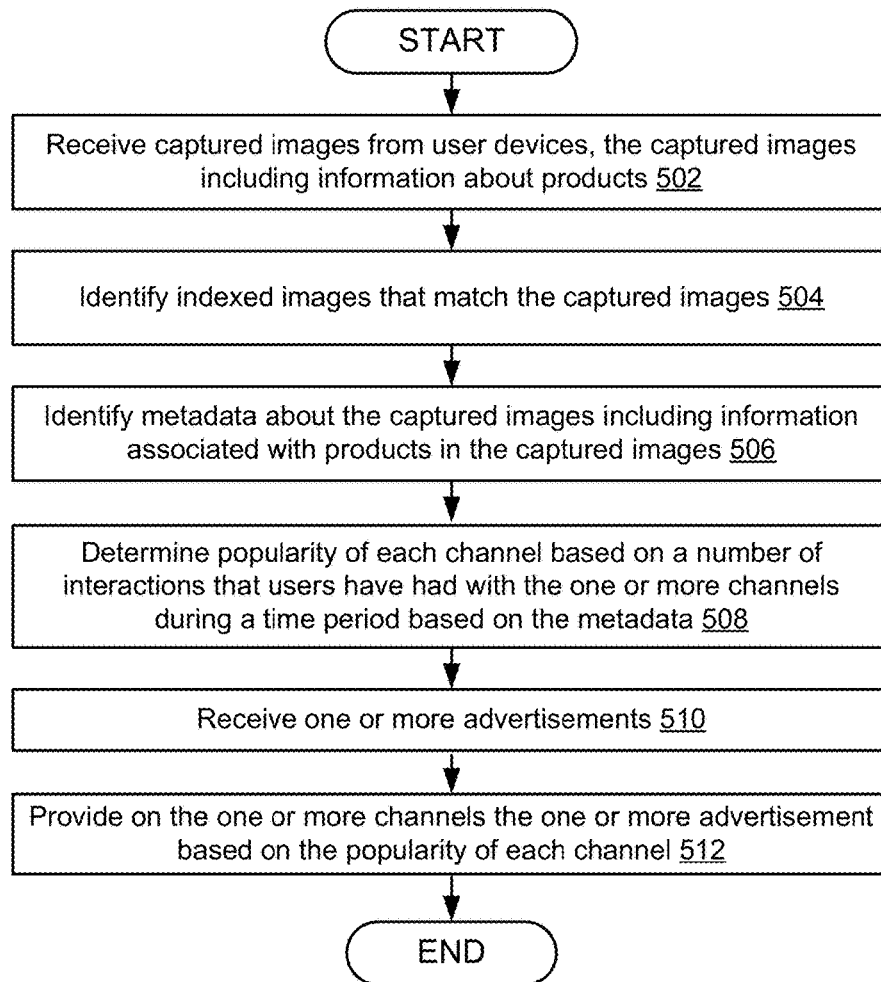 START
Receive captured images from user devices, the captured images
including information about products 502
Identify indexed images that match the captured images 504
Identify metadata about the captured images including information
associated with products in the captured images 506
Determine popularity of each channel based on a number of
interactions that users have had with the one or more channels
during a time period based on the metadata 508
Receive one or more advertisements 510
Provide on the one or more channels the one or more advertisement
based on the popularity of each channel 512
END